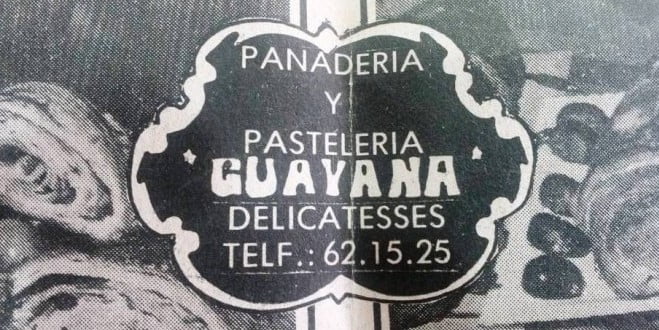 PANADERIA
Y
PASTELERIA
GUAYANA
DELICATESSES
TELF.: 62.15.25